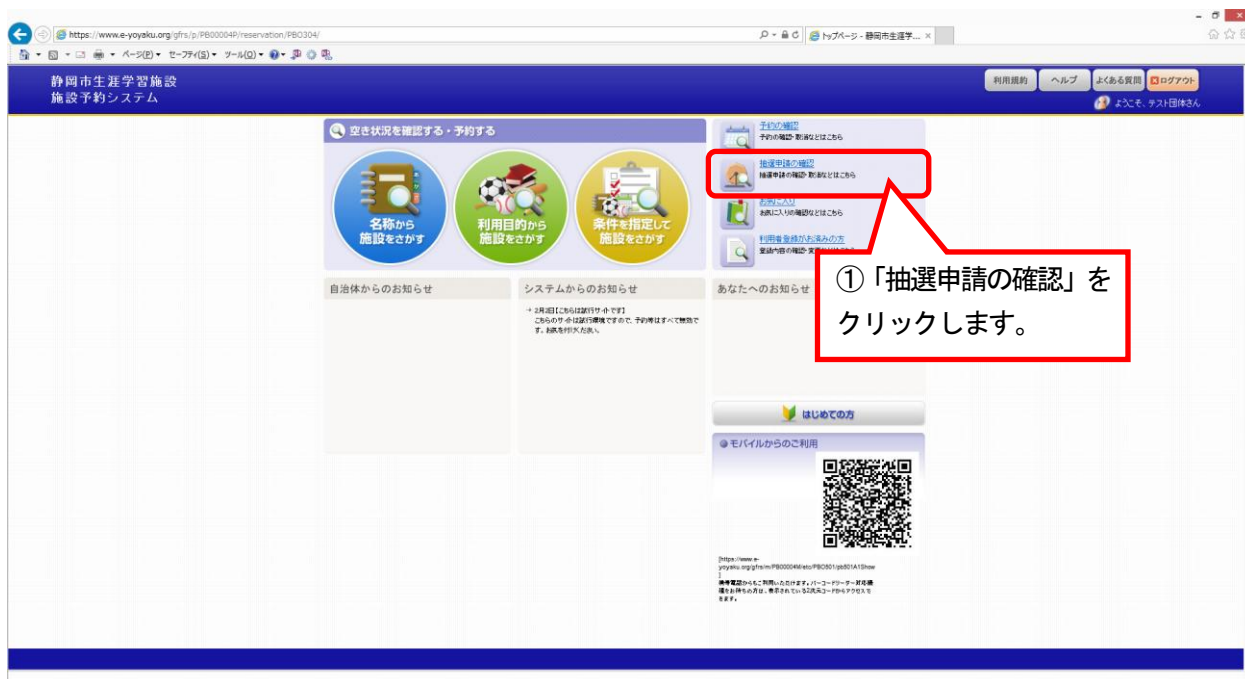 https://www.e-yoyaku.org/gfrs/p/PB00004P/reservation/PBO304/
トップページ - 静岡市生涯学... ×
ページ(P) セーフティ(S) ツール(O)
静岡市生涯学習施設
施設予約システム
利用規約 ヘルプ よくある質問 ログアウト
ようこそ、テスト団体さん
空き状況を確認する・予約する
名称から
施設をさがす
利用目的から
施設をさがす
条件を指定して
施設をさがす
予約の確認
予約の確認・取消などはこちら
抽選申請の確認
抽選申請の確認・取消などはこちら
お気に入り
お気に入りの確認などはこちら
利用者登録がお済みの方
登録内容の確認・変更
①「抽選申請の確認」を
クリックします。
自治体からのお知らせ
システムからのお知らせ
→ 2月2日【こちらは試行サイトです】
こちらのサイトは試行環境ですので、予約等はすべて無効で
す。お気を付けください。
あなたへのお知らせ
はじめての方
モバイルからのご利用
[https://www.e-
yoyaku.org/gfrs/m/PB00004M/eto/PBO801/pb801A1Show
]
携帯電話からもご利用いただけます。バーコードリーダー対応機
種をお持ちの方は、表示されている2次元コードからアクセスで
きます。